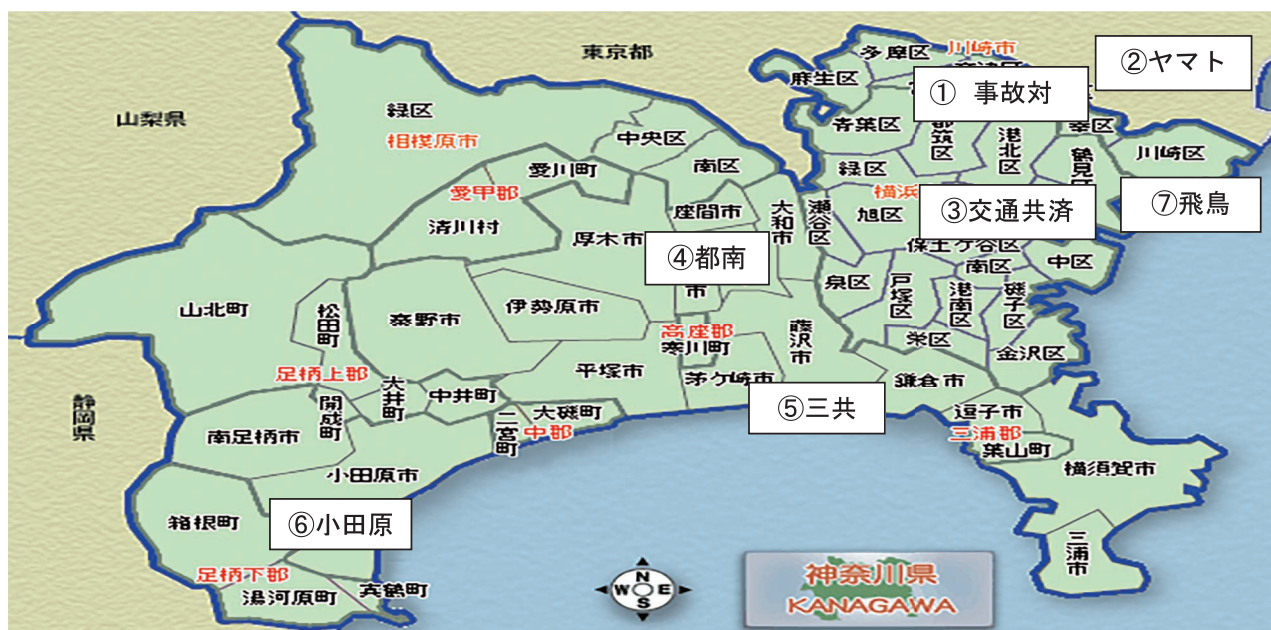 東京都
山梨県
静岡県
川崎市
多摩区
麻生区
②ヤマト
① 事故対
青葉区
都筑区
港北区
幸区
鶴見区
川崎区
緑区
相模原市
中央区
南区
愛川町
愛甲郡
清川村
厚木市
座間市
大和市
瀬谷区
緑区
横浜
旭区
③交通共済
⑦飛鳥
保土ケ谷区
④都南
市
泉区
戸塚区
南区
中区
港南区
磯子区
栄区
金沢区
山北町
松田町
秦野市
伊勢原市
高座郡
寒川町
藤沢市
足柄上郡
大井町
中井町
平塚市
茅ケ崎市
鎌倉市
開成町
南足柄市
二宮町
大磯町
中郡
⑤三共
逗子市
三浦郡
葉山町
横須賀市
小田原市
箱根町
⑥小田原
足柄下郡
湯河原町
真鶴町
三浦市
N
W E
S
神奈川県
KANAGAWA